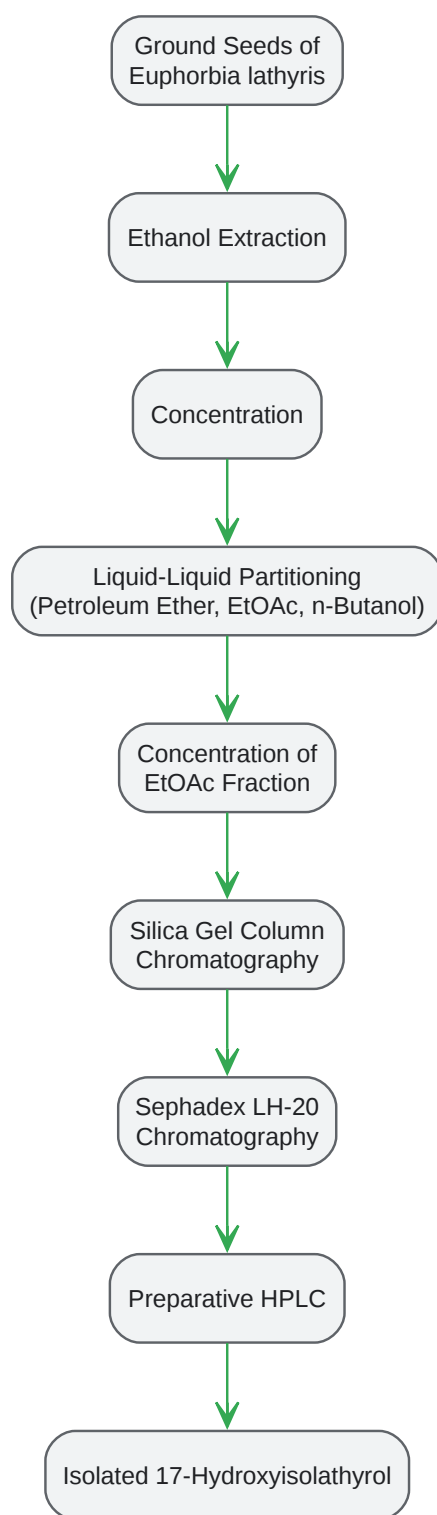 Ground Seeds of
Euphorbia lathyris
Ethanol Extraction
Concentration
Liquid-Liquid Partitioning
(Petroleum Ether, EtOAc, n-Butanol)
Concentration of
EtOAc Fraction
Silica Gel Column
Chromatography
Sephadex LH-20
Chromatography
Preparative HPLC
Isolated 17-Hydroxyisolathyrol